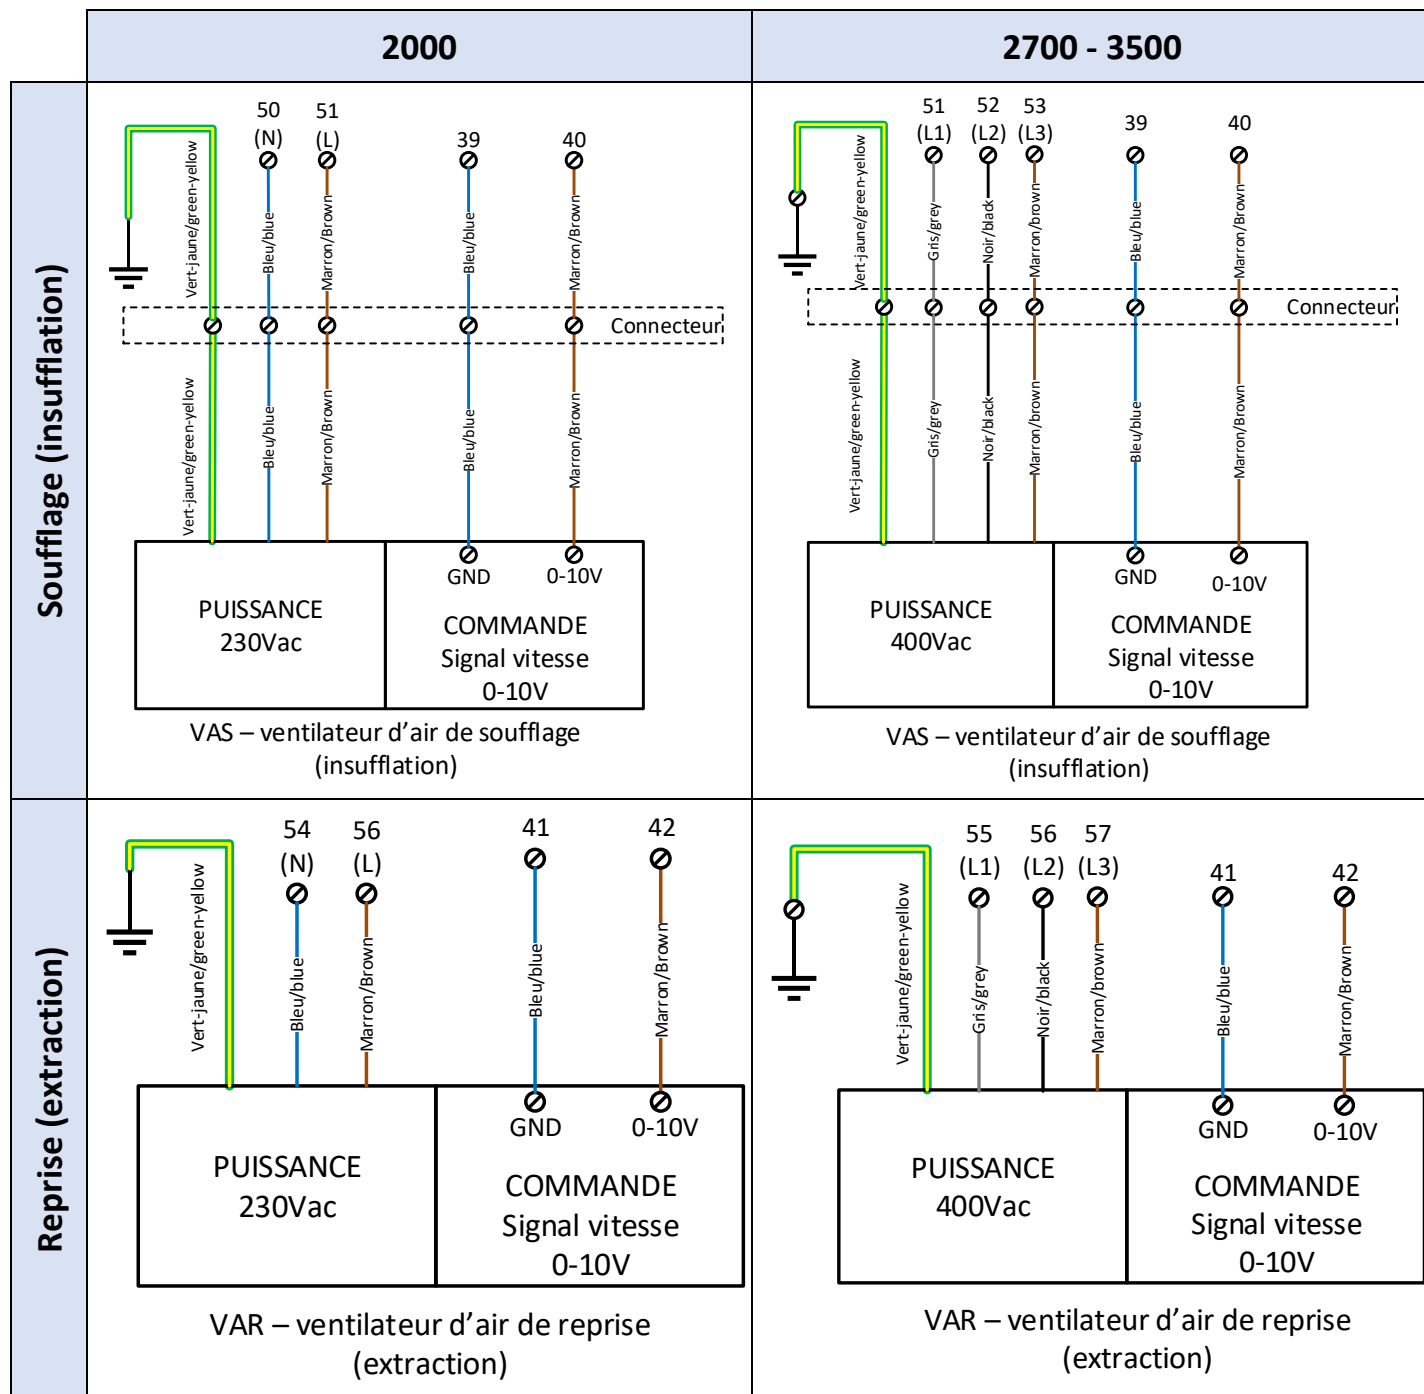 2000
2700 - 3500
Soufflage (insufflation)
50
(N)
51
(L)
39
40
Vert-jaune/green-yellow
Bleu/blue
Marron/Brown
Bleu/blue
Marron/Brown
Connecteur
Vert-jaune/green-yellow
Bleu/blue
Marron/Brown
Bleu/blue
Marron/Brown
GND
0-10V
PUISSANCE
230Vac
COMMANDE
Signal vitesse
0-10V
VAS – ventilateur d’air de soufflage
(insufflation)
51
(L1)
52
(L2)
53
(L3)
39
40
Vert-jaune/green-yellow
Gris/grey
Noir/black
Marron/brown
Bleu/blue
Marron/Brown
Connecteur
Vert-jaune/green-yellow
Gris/grey
Noir/black
Marron/brown
Bleu/blue
Marron/Brown
GND
0-10V
PUISSANCE
400Vac
COMMANDE
Signal vitesse
0-10V
VAS – ventilateur d’air de soufflage
(insufflation)
Reprise (extraction)
54
(N)
56
(L)
41
42
Vert-jaune/green-yellow
Bleu/blue
Marron/Brown
Bleu/blue
Marron/Brown
GND
0-10V
PUISSANCE
230Vac
COMMANDE
Signal vitesse
0-10V
VAR – ventilateur d’air de reprise
(extraction)
55
(L1)
56
(L2)
57
(L3)
41
42
Vert-jaune/green-yellow
Gris/grey
Noir/black
Marron/brown
Bleu/blue
Marron/Brown
GND
0-10V
PUISSANCE
400Vac
COMMANDE
Signal vitesse
0-10V
VAR – ventilateur d’air de reprise
(extraction)